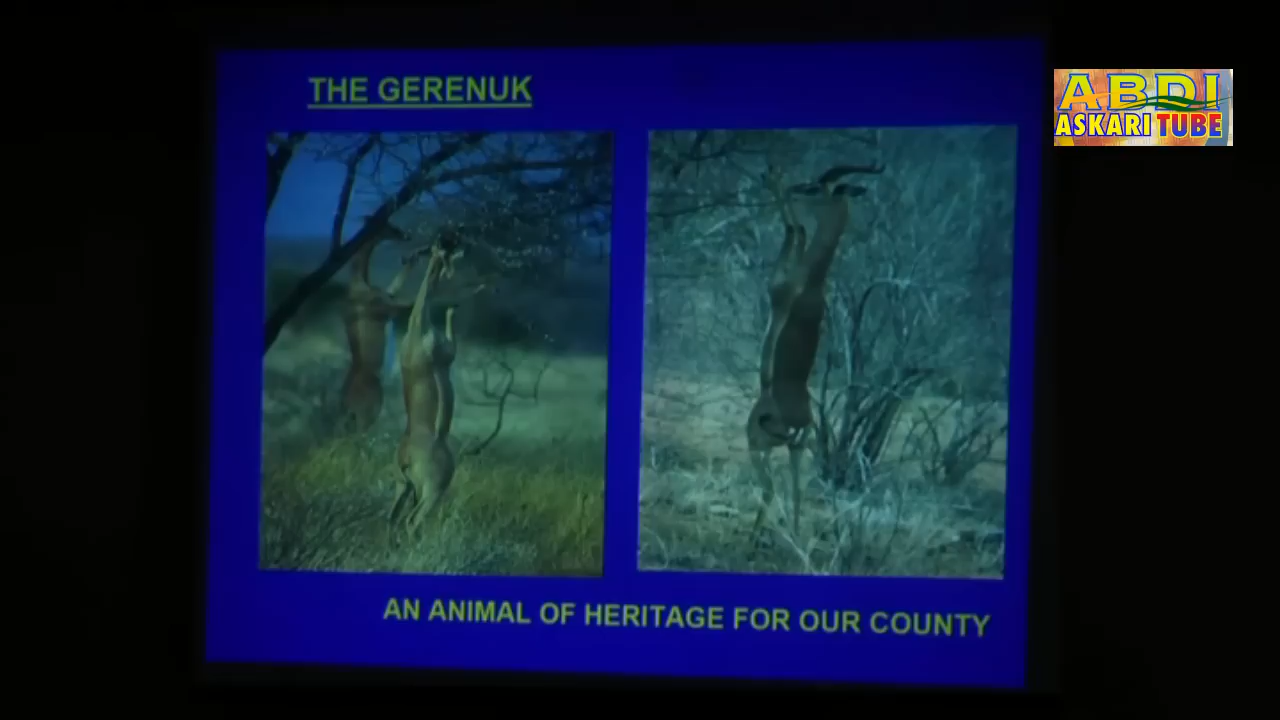 THE GERENUK
ABDI
ASKARI TUBE
AN ANIMAL OF HERITAGE FOR OUR COUNTY